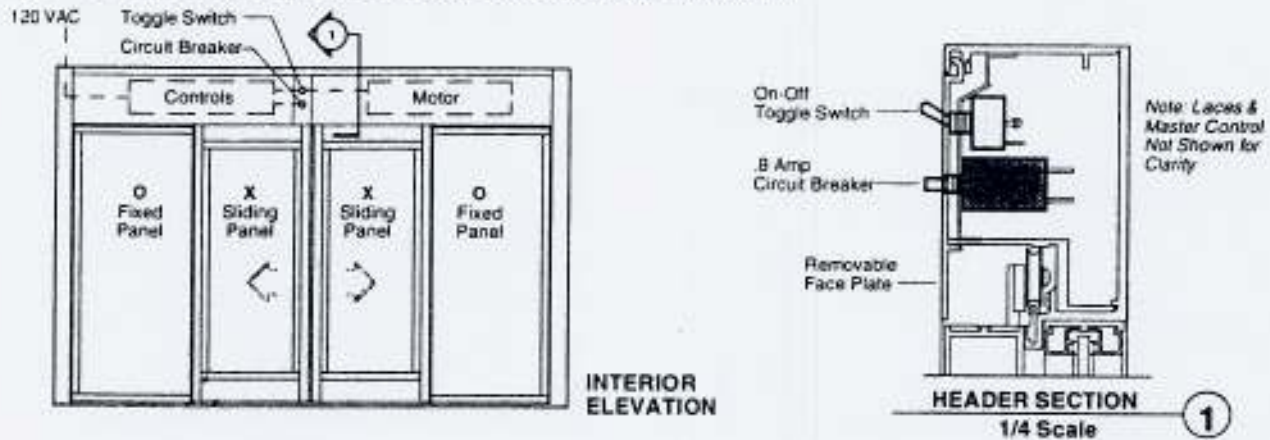 120 VAC
Toggle Switch
Circuit Breaker
1
Controls
Motor
O
Fixed
Panel
X
Sliding
Panel
X
Sliding
Panel
O
Fixed
Panel
INTERIOR
ELEVATION
On-Off
Toggle Switch
.8 Amp
Circuit Breaker
Removable
Face Plate
Note: Laces &
Master Control
Not Shown for
Clarity
HEADER SECTION
1/4 Scale
1